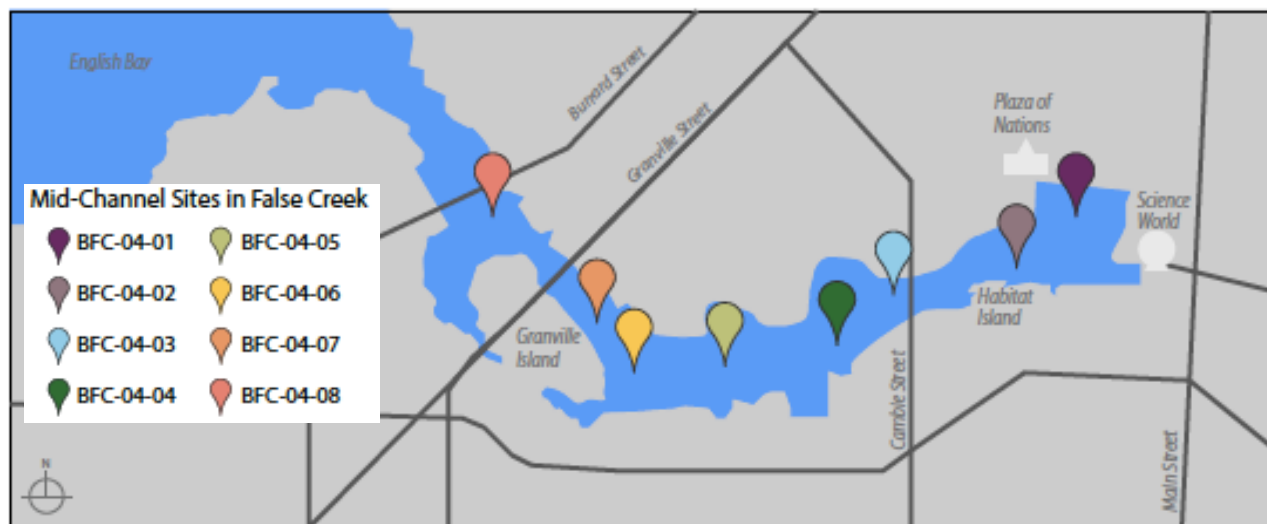 English Bay
Burrard Street
Granville Street
Plaza of
Nations
Science
World
Mid-Channel Sites in False Creek
BFC-04-01
BFC-04-02
BFC-04-03
BFC-04-04
BFC-04-05
BFC-04-06
BFC-04-07
BFC-04-08
Granville
Island
Habitat
Island
Cambie Street
Main Street
N